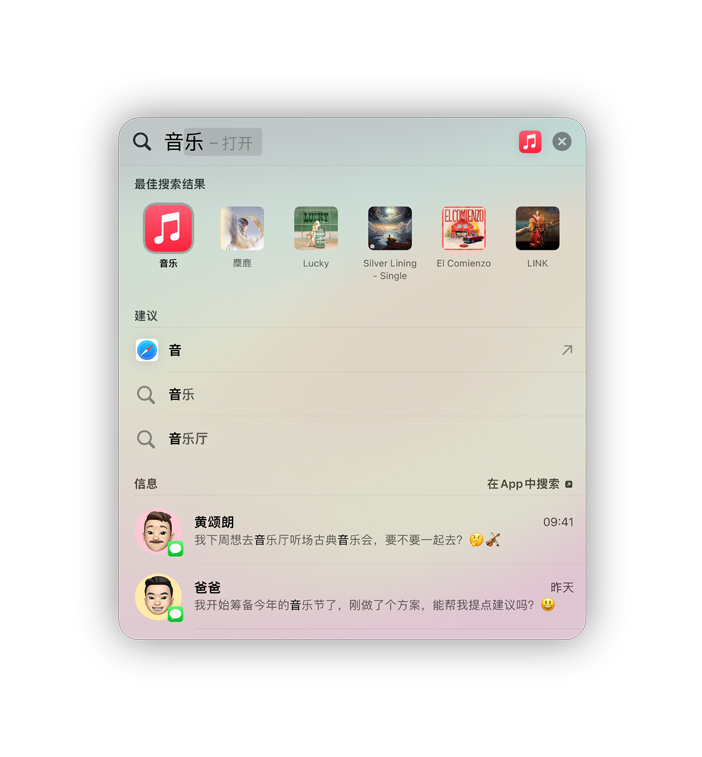 音乐 – 打开
最佳搜索结果
音乐
麋鹿
Lucky
Silver Lining
- Single
El Comienzo
LINK
LUCKY
EL COMIENZO
建议
音
音乐
音乐厅
信息
在App中搜索
黄颂朗
09:41
我下周想去音乐厅听场古典音乐会，要不要一起去？🤔🎻
爸爸
昨天
我开始筹备今年的音乐节了，刚做了个方案，能帮我提点建议吗？😃